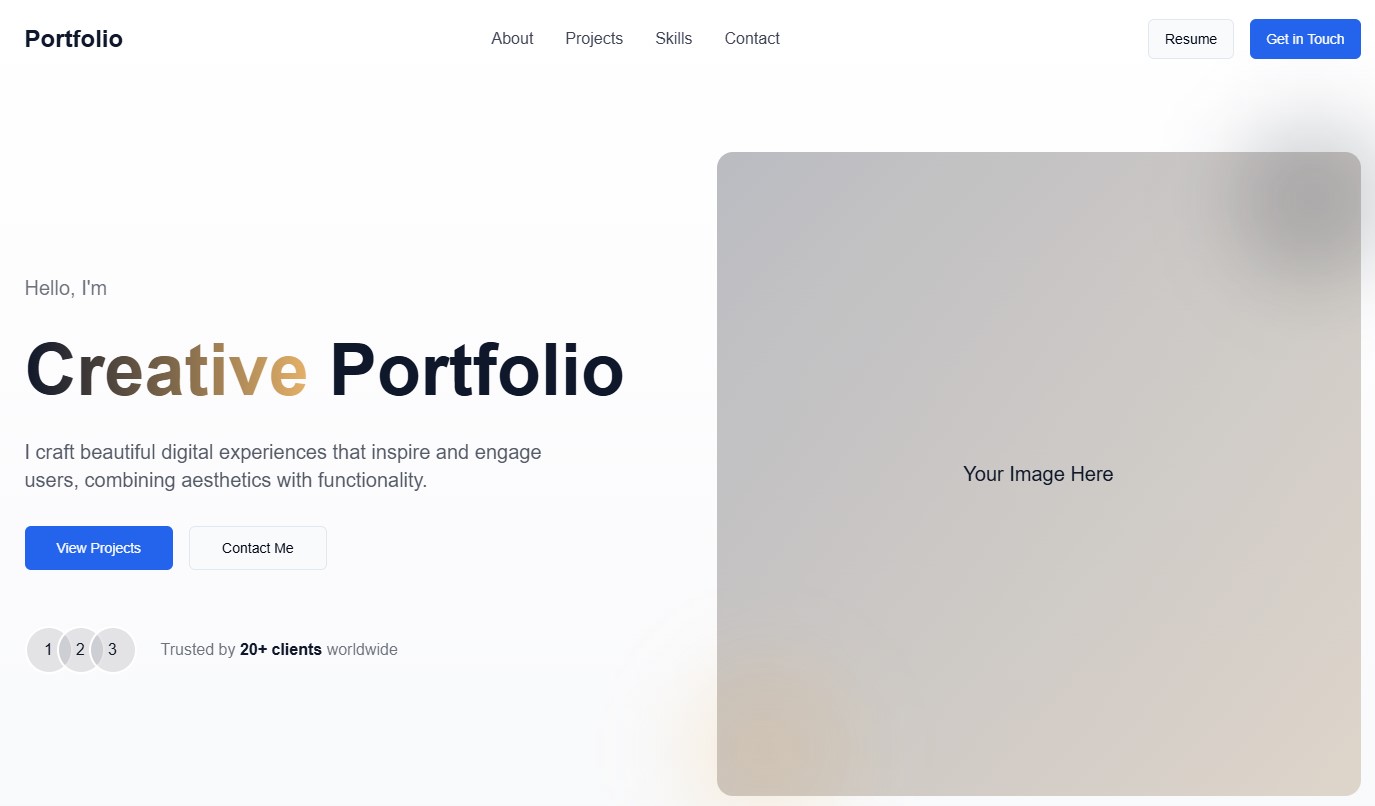 Portfolio
About
Projects
Skills
Contact
Resume
Get in Touch
Hello, I'm
Creative Portfolio
I craft beautiful digital experiences that inspire and engage
users, combining aesthetics with functionality.
View Projects
Contact Me
1
2
3
Trusted by 20+ clients worldwide
Your Image Here